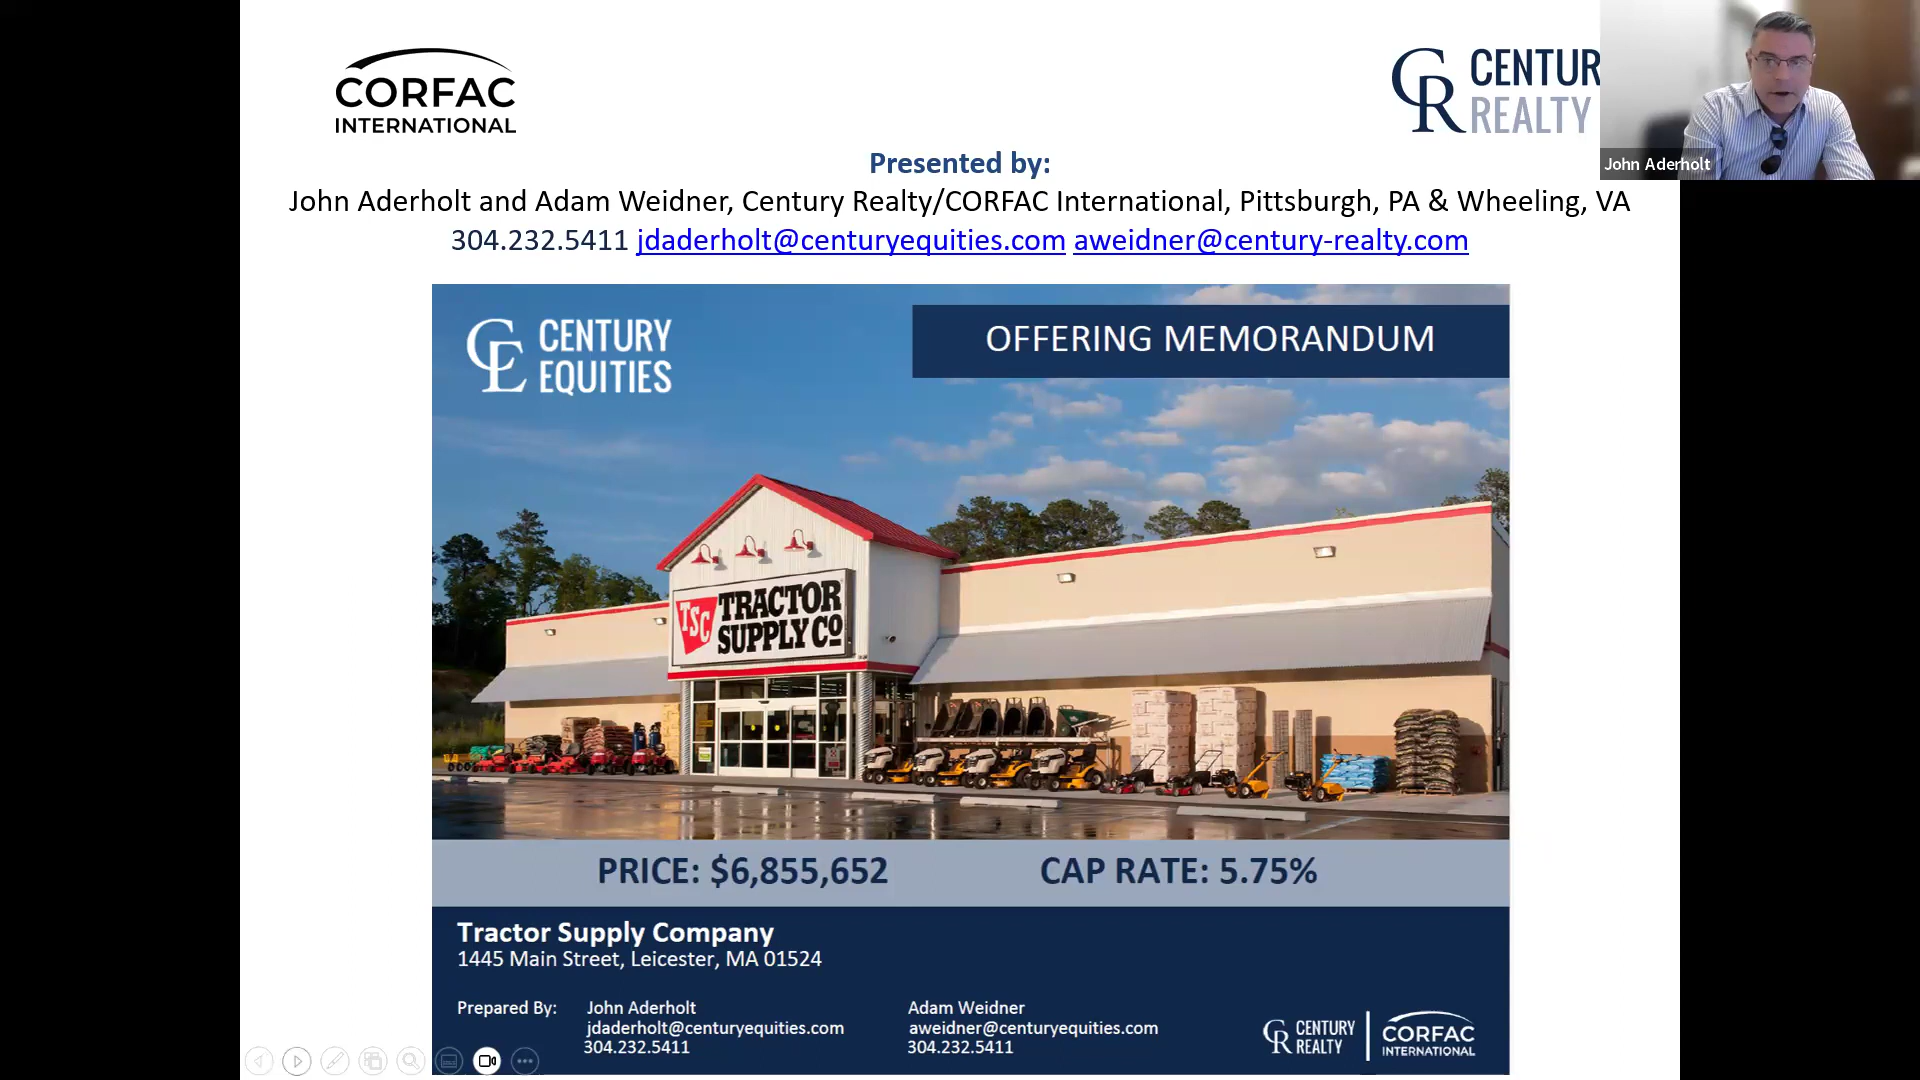 CORFAC
INTERNATIONAL
CR CENTUR
REALTY
John Aderholt
Presented by:
John Aderholt and Adam Weidner, Century Realty/CORFAC International, Pittsburgh, PA & Wheeling, VA
304.232.5411 jdaderholt@centuryequities.com aweidner@century-realty.com
CE CENTURY
EQUITIES
OFFERING MEMORANDUM
TSC TRACTOR
SUPPLY CO
PRICE: $6,855,652 CAP RATE: 5.75%
Tractor Supply Company
1445 Main Street, Leicester, MA 01524
Prepared By: John Aderholt Adam Weidner
jdaderholt@centuryequities.com aweidner@centuryequities.com
304.232.5411 304.232.5411
CR CENTURY
REALTY
CORFAC
INTERNATIONAL